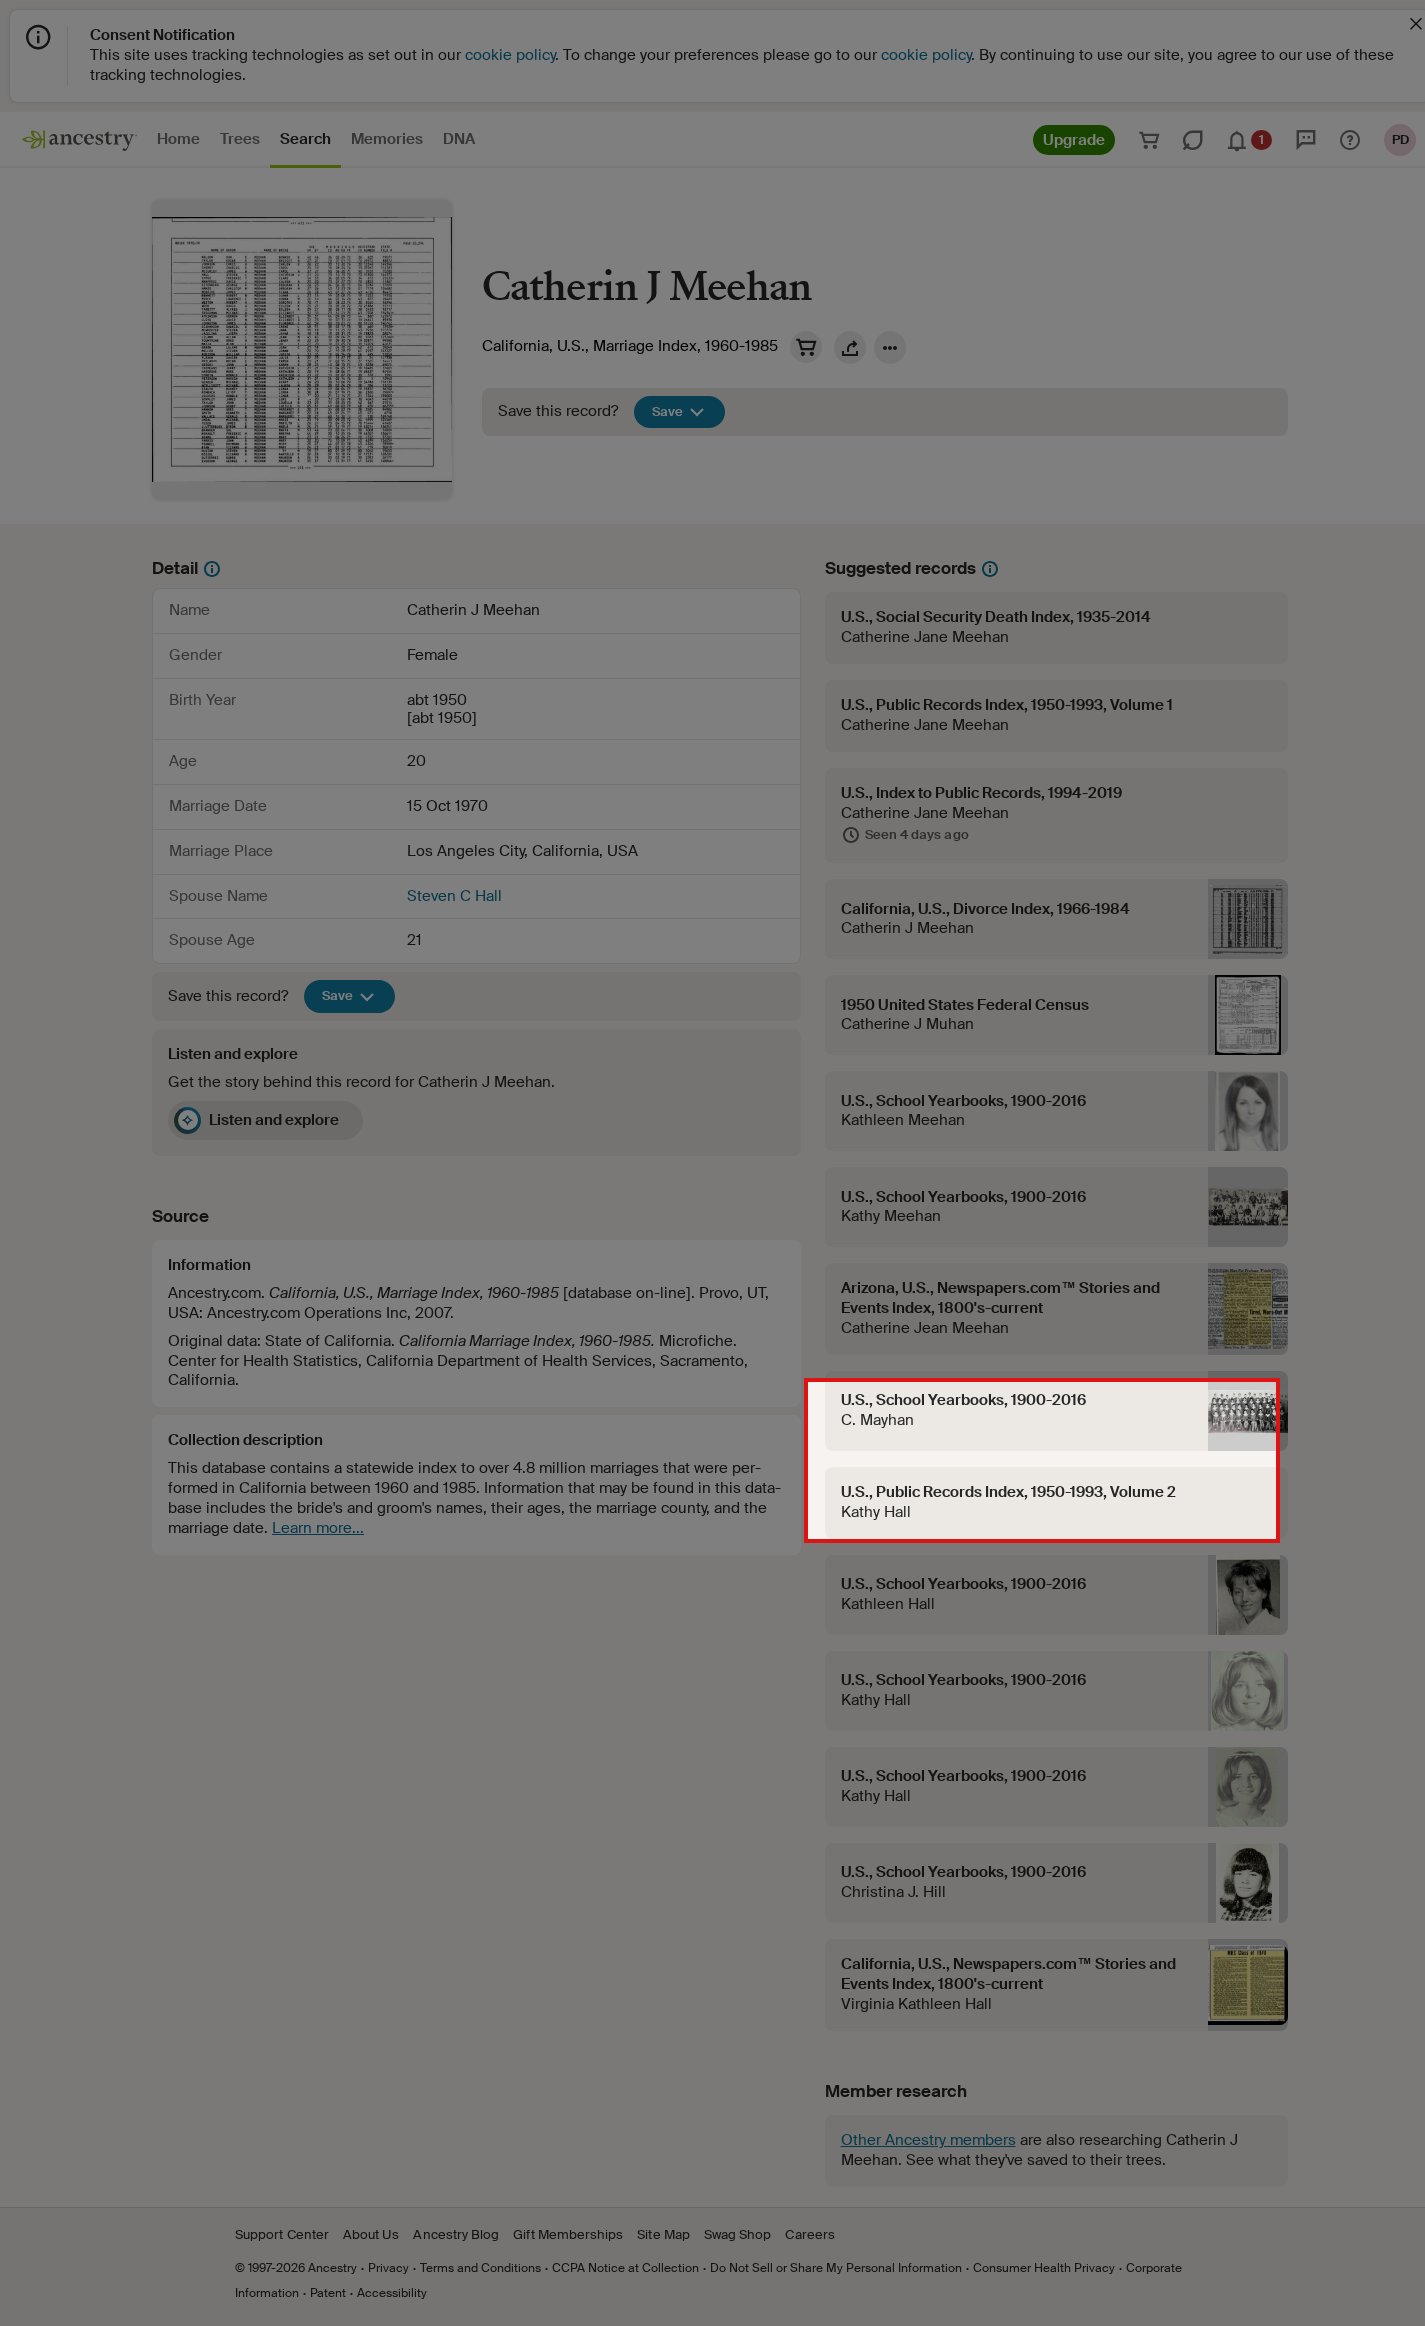 Consent Notification
This site uses tracking technologies as set out in our cookie policy. To change your preferences please go to our cookie policy. By continuing to use our site, you agree to our use of these
tracking technologies.
ancestry
Home Trees Search Memories DNA
Upgrade
1
PD
Catherin J Meehan
California, U.S., Marriage Index, 1960-1985
Save this record? Save
Detail
Name Catherin J Meehan
Gender Female
Birth Year abt 1950
[abt 1950]
Age 20
Marriage Date 15 Oct 1970
Marriage Place Los Angeles City, California, USA
Spouse Name Steven C Hall
Spouse Age 21
Save this record? Save
Listen and explore
Get the story behind this record for Catherin J Meehan.
Listen and explore
Source
Information
Ancestry.com. California, U.S., Marriage Index, 1960-1985 [database on-line]. Provo, UT,
USA: Ancestry.com Operations Inc, 2007.
Original data: State of California. California Marriage Index, 1960-1985. Microfiche.
Center for Health Statistics, California Department of Health Services, Sacramento,
California.
Collection description
This database contains a statewide index to over 4.8 million marriages that were per-
formed in California between 1960 and 1985. Information that may be found in this data-
base includes the bride's and groom's names, their ages, the marriage county, and the
marriage date. Learn more...
Suggested records
U.S., Social Security Death Index, 1935-2014
Catherine Jane Meehan
U.S., Public Records Index, 1950-1993, Volume 1
Catherine Jane Meehan
U.S., Index to Public Records, 1994-2019
Catherine Jane Meehan
Seen 4 days ago
California, U.S., Divorce Index, 1966-1984
Catherin J Meehan
1950 United States Federal Census
Catherine J Muhan
U.S., School Yearbooks, 1900-2016
Kathleen Meehan
U.S., School Yearbooks, 1900-2016
Kathy Meehan
Arizona, U.S., Newspapers.com™ Stories and
Events Index, 1800's-current
Catherine Jean Meehan
U.S., School Yearbooks, 1900-2016
C. Mayhan
U.S., Public Records Index, 1950-1993, Volume 2
Kathy Hall
U.S., School Yearbooks, 1900-2016
Kathleen Hall
U.S., School Yearbooks, 1900-2016
Kathy Hall
U.S., School Yearbooks, 1900-2016
Kathy Hall
U.S., School Yearbooks, 1900-2016
Christina J. Hill
California, U.S., Newspapers.com™ Stories and
Events Index, 1800's-current
Virginia Kathleen Hall
Member research
Other Ancestry members are also researching Catherin J
Meehan. See what they've saved to their trees.
Support Center About Us Ancestry Blog Gift Memberships Site Map Swag Shop Careers
© 1997-2026 Ancestry · Privacy · Terms and Conditions · CCPA Notice at Collection · Do Not Sell or Share My Personal Information · Consumer Health Privacy · Corporate
Information · Patent · Accessibility